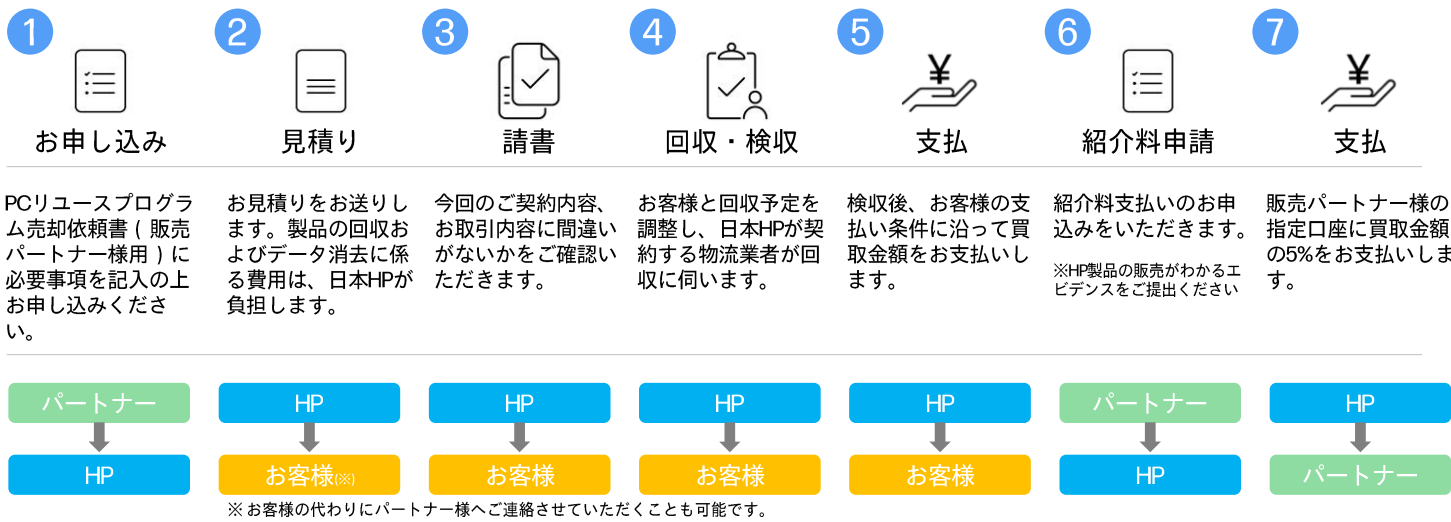 1
お申し込み
PCリユースプログラ
ム売却依頼書 ( 販売
パートナー様用 ) に
必要事項を記入の上
お申し込みくださ
い。
パートナー
HP
2
見積り
お見積りをお送りし
ます。製品の回収お
よびデータ消去に係
る費用は、日本HPが
負担します。
HP
お客様(※)
3
請書
今回のご契約内容、
お取引内容に間違い
がないかをご確認い
ただきます。
HP
お客様
4
回収・検収
お客様と回収予定を
調整し、日本HPが契
約する物流業者が回
収に伺います。
HP
お客様
5
¥
支払
検収後、お客様の支
払い条件に沿って買
取金額をお支払いし
ます。
HP
お客様
6
紹介料申請
紹介料支払いのお申
込みをいただきます。
※HP製品の販売がわかるエ
ビデンスをご提出ください
パートナー
HP
7
¥
支払
販売パートナー様の
指定口座に買取金額
の5%をお支払いしま
す。
HP
パートナー
※ お客様の代わりにパートナー様へご連絡させていただくことも可能です。